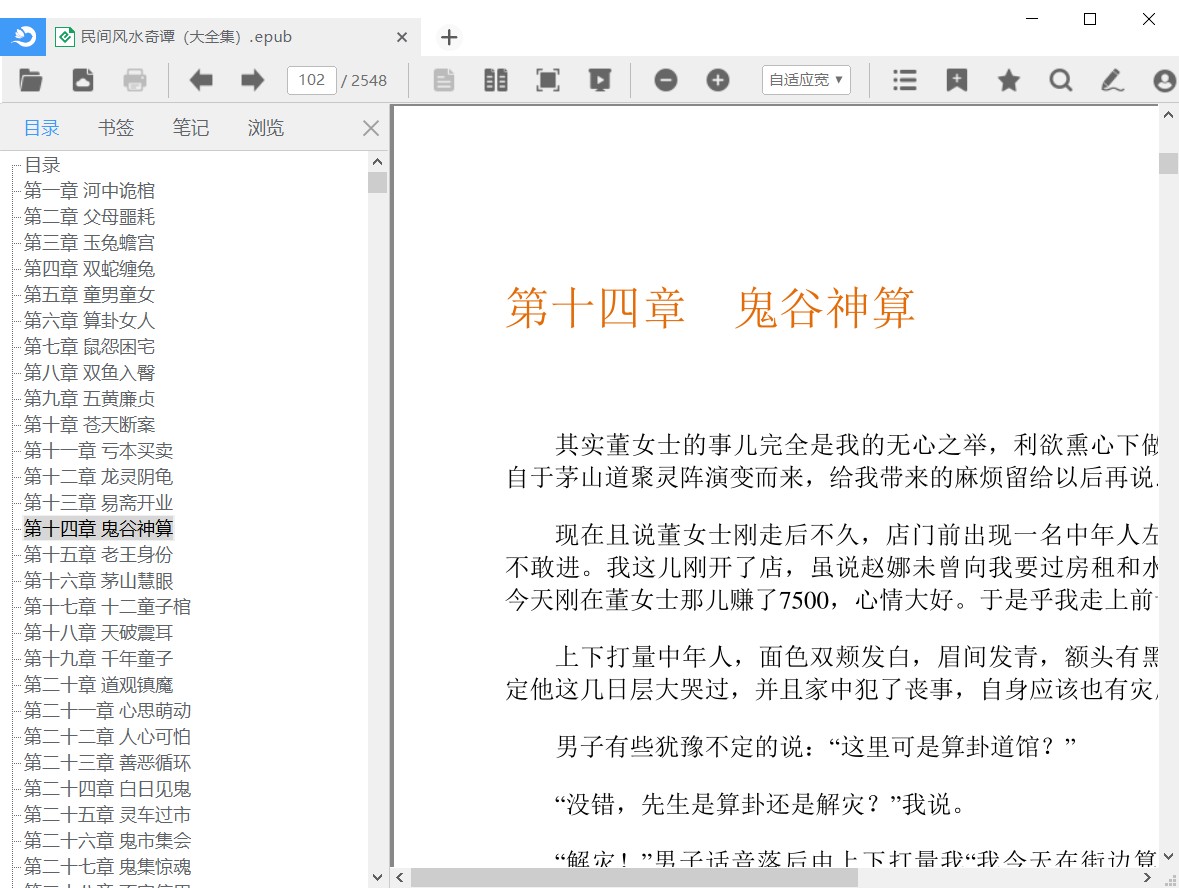 民间风水奇谭（大全集）.epub
102 / 2548
自适应宽
目录 书签 笔记 浏览
目录
第一章 河中诡棺
第二章 父母噩耗
第三章 玉兔蟾宫
第四章 双蛇缠兔
第五章 童男童女
第六章 算卦女人
第七章 鼠怨困宅
第八章 双鱼入臀
第九章 五黄廉贞
第十章 苍天断案
第十一章 亏本买卖
第十二章 龙灵阴龟
第十三章 易斋开业
第十四章 鬼谷神算
第十五章 老王身份
第十六章 茅山慧眼
第十七章 十二童子棺
第十八章 天破震耳
第十九章 千年童子
第二十章 道观镇魔
第二十一章 心思萌动
第二十二章 人心可怕
第二十三章 善恶循环
第二十四章 白日见鬼
第二十五章 灵车过市
第二十六章 鬼市集会
第二十七章 鬼集惊魂
第十四章 鬼谷神算
其实董女士的事儿完全是我的无心之举，利欲熏心下做
自于茅山道聚灵阵演变而来，给我带来的麻烦留给以后再说
现在且说董女士刚走后不久，店门前出现一名中年人左
不敢进。我这儿刚开了店，虽说赵娜未曾向我要过房租和水
今天刚在董女士那儿赚了7500，心情大好。于是乎我走上前
上下打量中年人，面色双颊发白，眉间发青，额头有黑
定他这几日层大哭过，并且家中犯了丧事，自身应该也有灾
男子有些犹豫不定的说：“这里可是算卦道馆？”
“没错，先生是算卦还是解灾？”我说。
“解灾！”男子话音落后由上下打量我“我今天在街边算